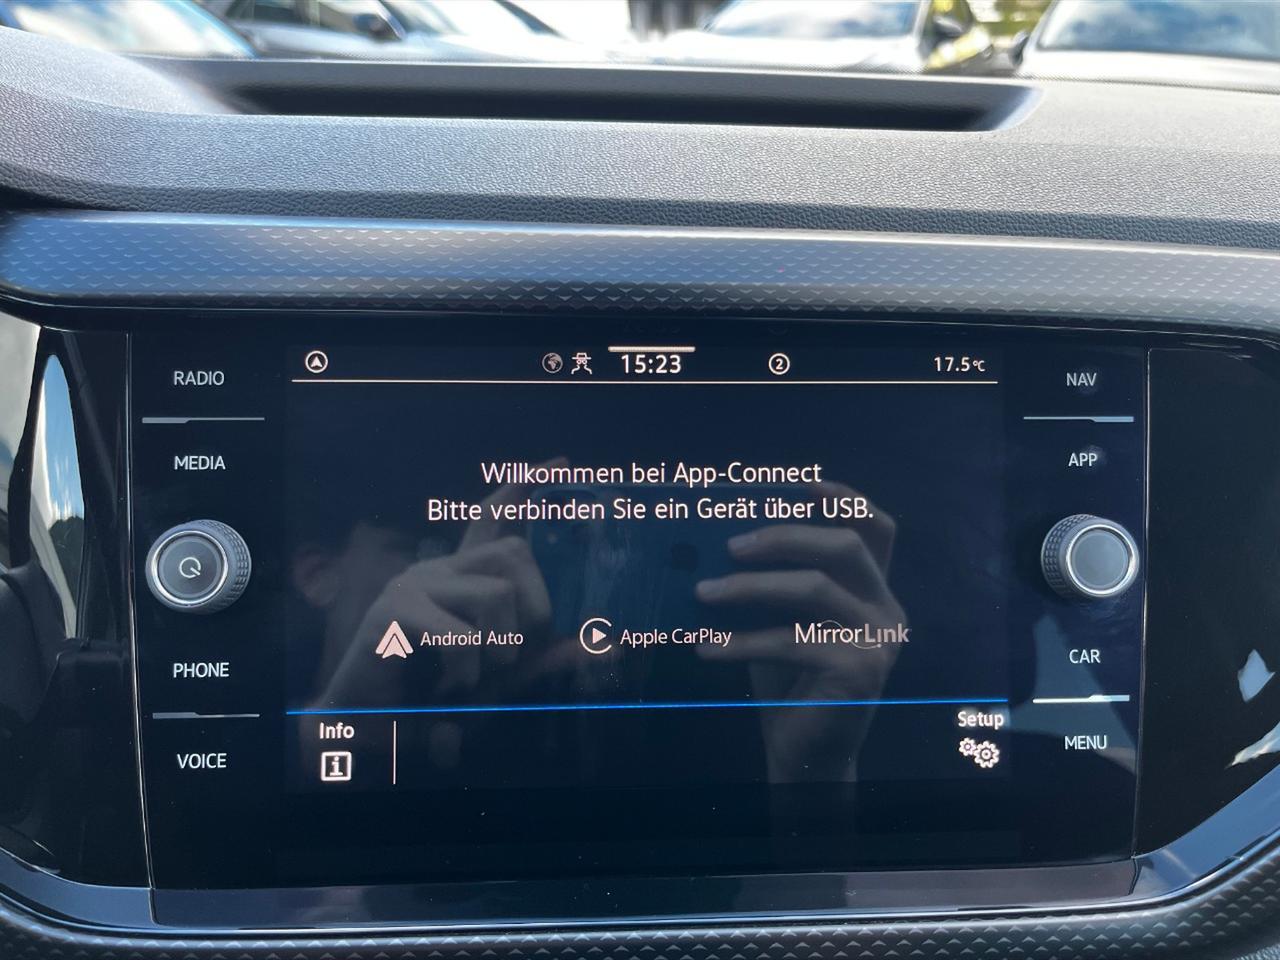 RADIO
MEDIA
PHONE
VOICE
15:23
2
17.5°C
Willkommen bei App-Connect
Bitte verbinden Sie ein Gerät über USB.
Android Auto
Apple CarPlay
MirrorLink
Info
i
Setup
NAV
APP
CAR
MENU